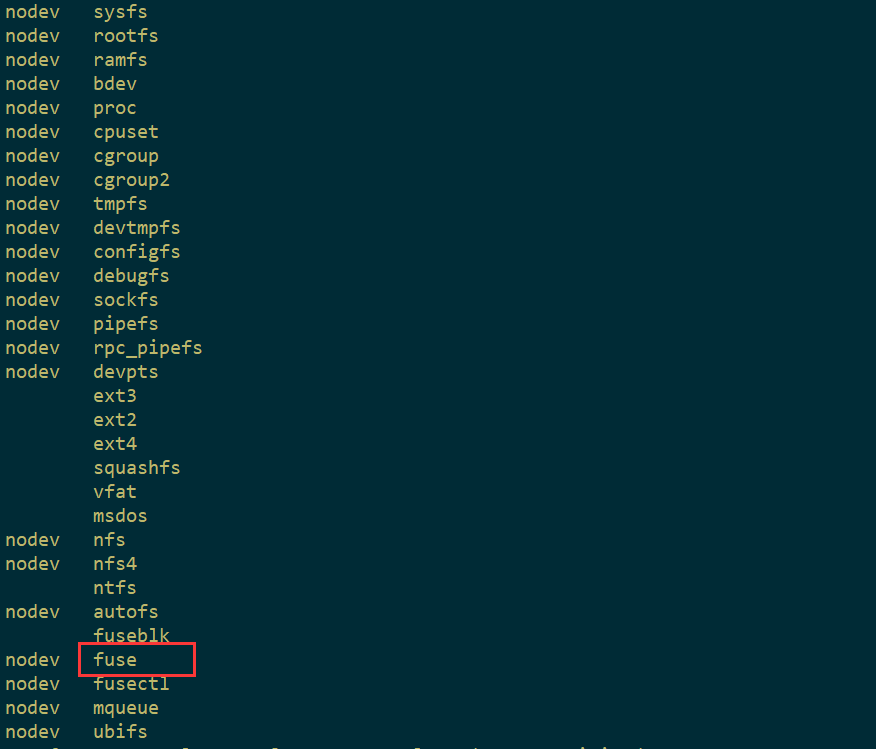 nodev sysfs
nodev rootfs
nodev ramfs
nodev bdev
nodev proc
nodev cpuset
nodev cgroup
nodev cgroup2
nodev tmpfs
nodev devtmpfs
nodev configfs
nodev debugfs
nodev sockfs
nodev pipefs
nodev rpc_pipefs
nodev devpts
ext3
ext2
ext4
squashfs
vfat
msdos
nodev nfs
nodev nfs4
ntfs
nodev autofs
fuseblk
nodev fuse
nodev fusectl
nodev mqueue
nodev ubifs